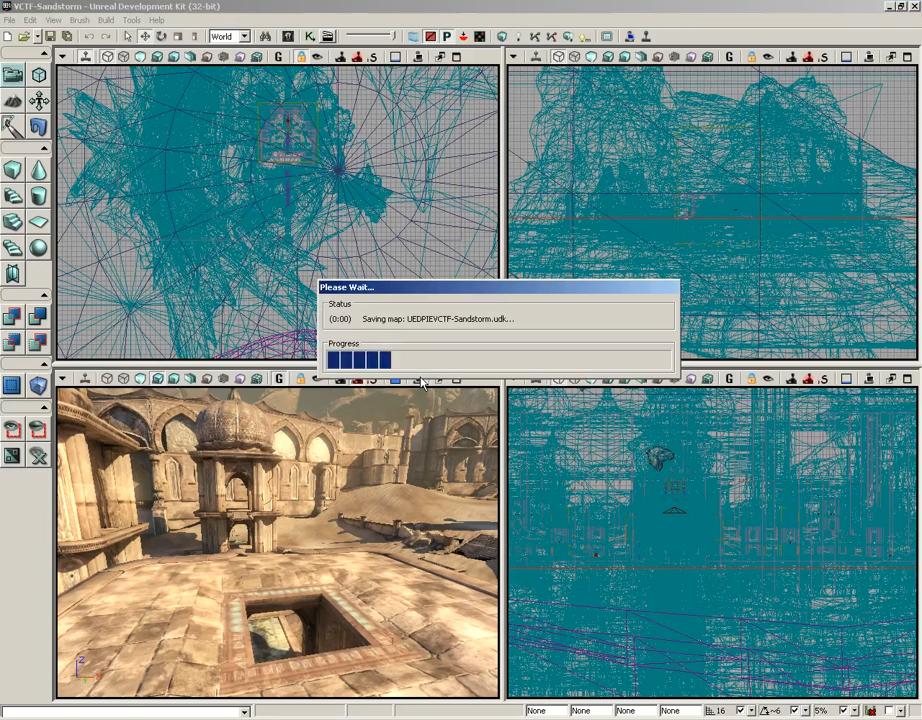 VCTF-Sandstorm - Unreal Development Kit (32-bit)
File Edit View Brush Build Tools Help
World
P
G
G
Please Wait...
Status
(0:00) Saving map: UEDPIEVCTF-Sandstorm.udk...
Progress
G
G
Z
None None None None 16 ~6 5%